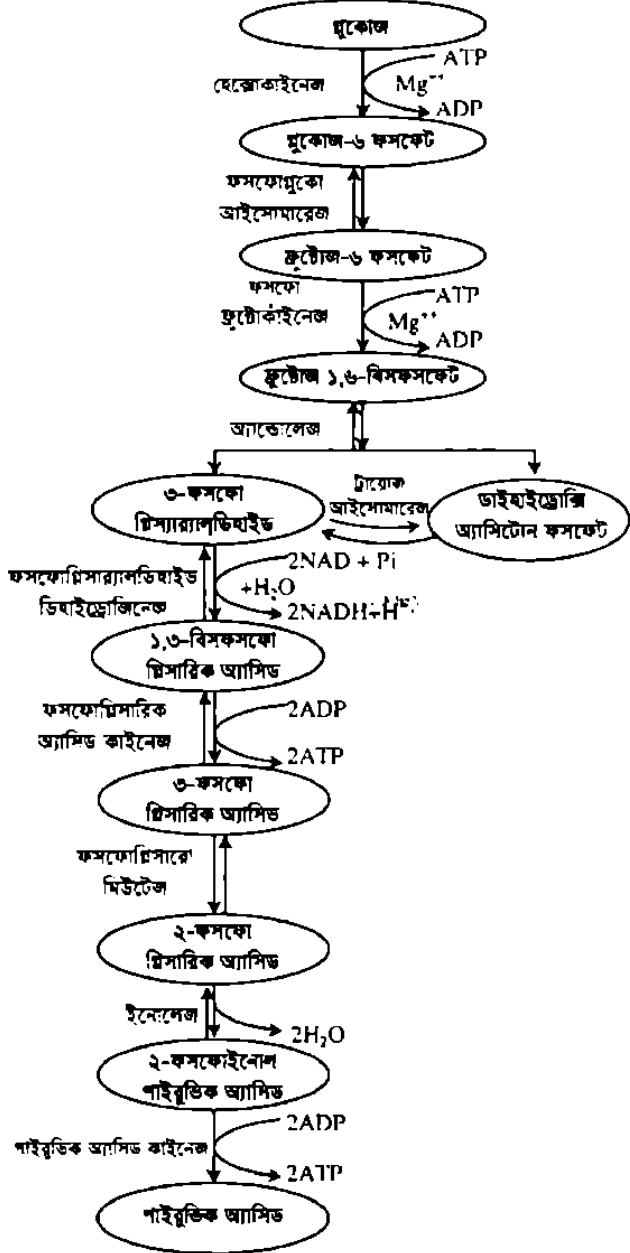 গ্লুকোজ
ATP
হেক্সোকাইনেজ
Mg⁺⁺
ADP
গ্লুকোজ-৬ ফসফেট
ফসফোগ্লুকো
আইসোমারেজ
ফ্রুক্টোজ-৬ ফসফেট
ফসফো
ফ্রুক্টোকাইনেজ
ATP
Mg⁺⁺
ADP
ফ্রুক্টোজ ১,৬-বিসফসফেট
অ্যাল্ডোলেজ
৩-ফসফো
গ্লিস্যার‍্যালডিহাইড
ট্রায়োজ
আইসোমারেজ
ডাইহাইড্রোক্সি
অ্যাসিটোন ফসফেট
ফসফোগ্লিসার‍্যালডিহাইড
ডিহাইড্রোজিনেজ
2NAD + Pi
+H₂O
2NADH+H⁺
১,৩-বিসফসফো
গ্লিসারিক অ্যাসিড
ফসফোগ্লিসারিক
অ্যাসিড কাইনেজ
2ADP
2ATP
৩-ফসফো
গ্লিসারিক অ্যাসিড
ফসফোগ্লিসারো
মিউটেজ
২-ফসফো
গ্লিসারিক অ্যাসিড
ইনোলেজ
2H₂O
২-ফসফোইনোল
পাইরুভিক অ্যাসিড
2ADP
পাইরুভিক অ্যাসিড কাইনেজ
2ATP
পাইরুভিক অ্যাসিড